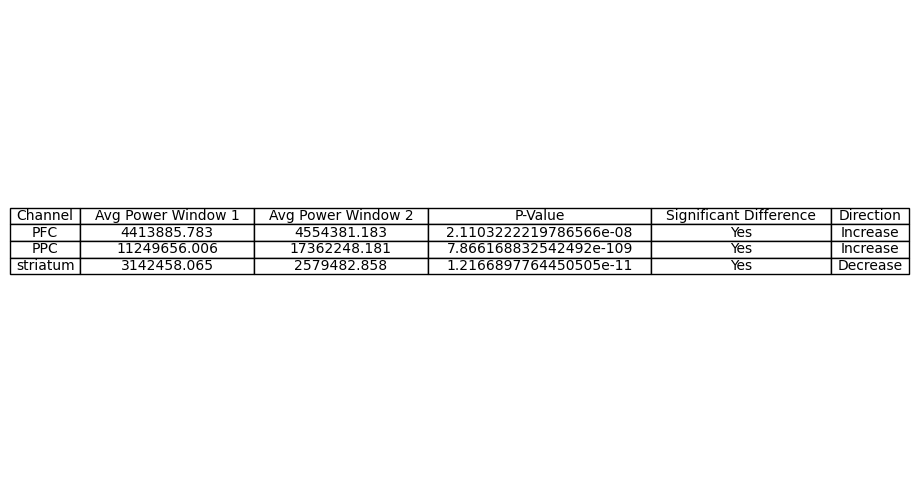 Channel Avg Power Window 1 Avg Power Window 2 P-Value Significant Difference Direction
PFC 4413885.783 4554381.183 2.1103222219786566e-08 Yes Increase
PPC 11249656.006 17362248.181 7.866168832542492e-109 Yes Increase
striatum 3142458.065 2579482.858 1.2166897764450505e-11 Yes Decrease